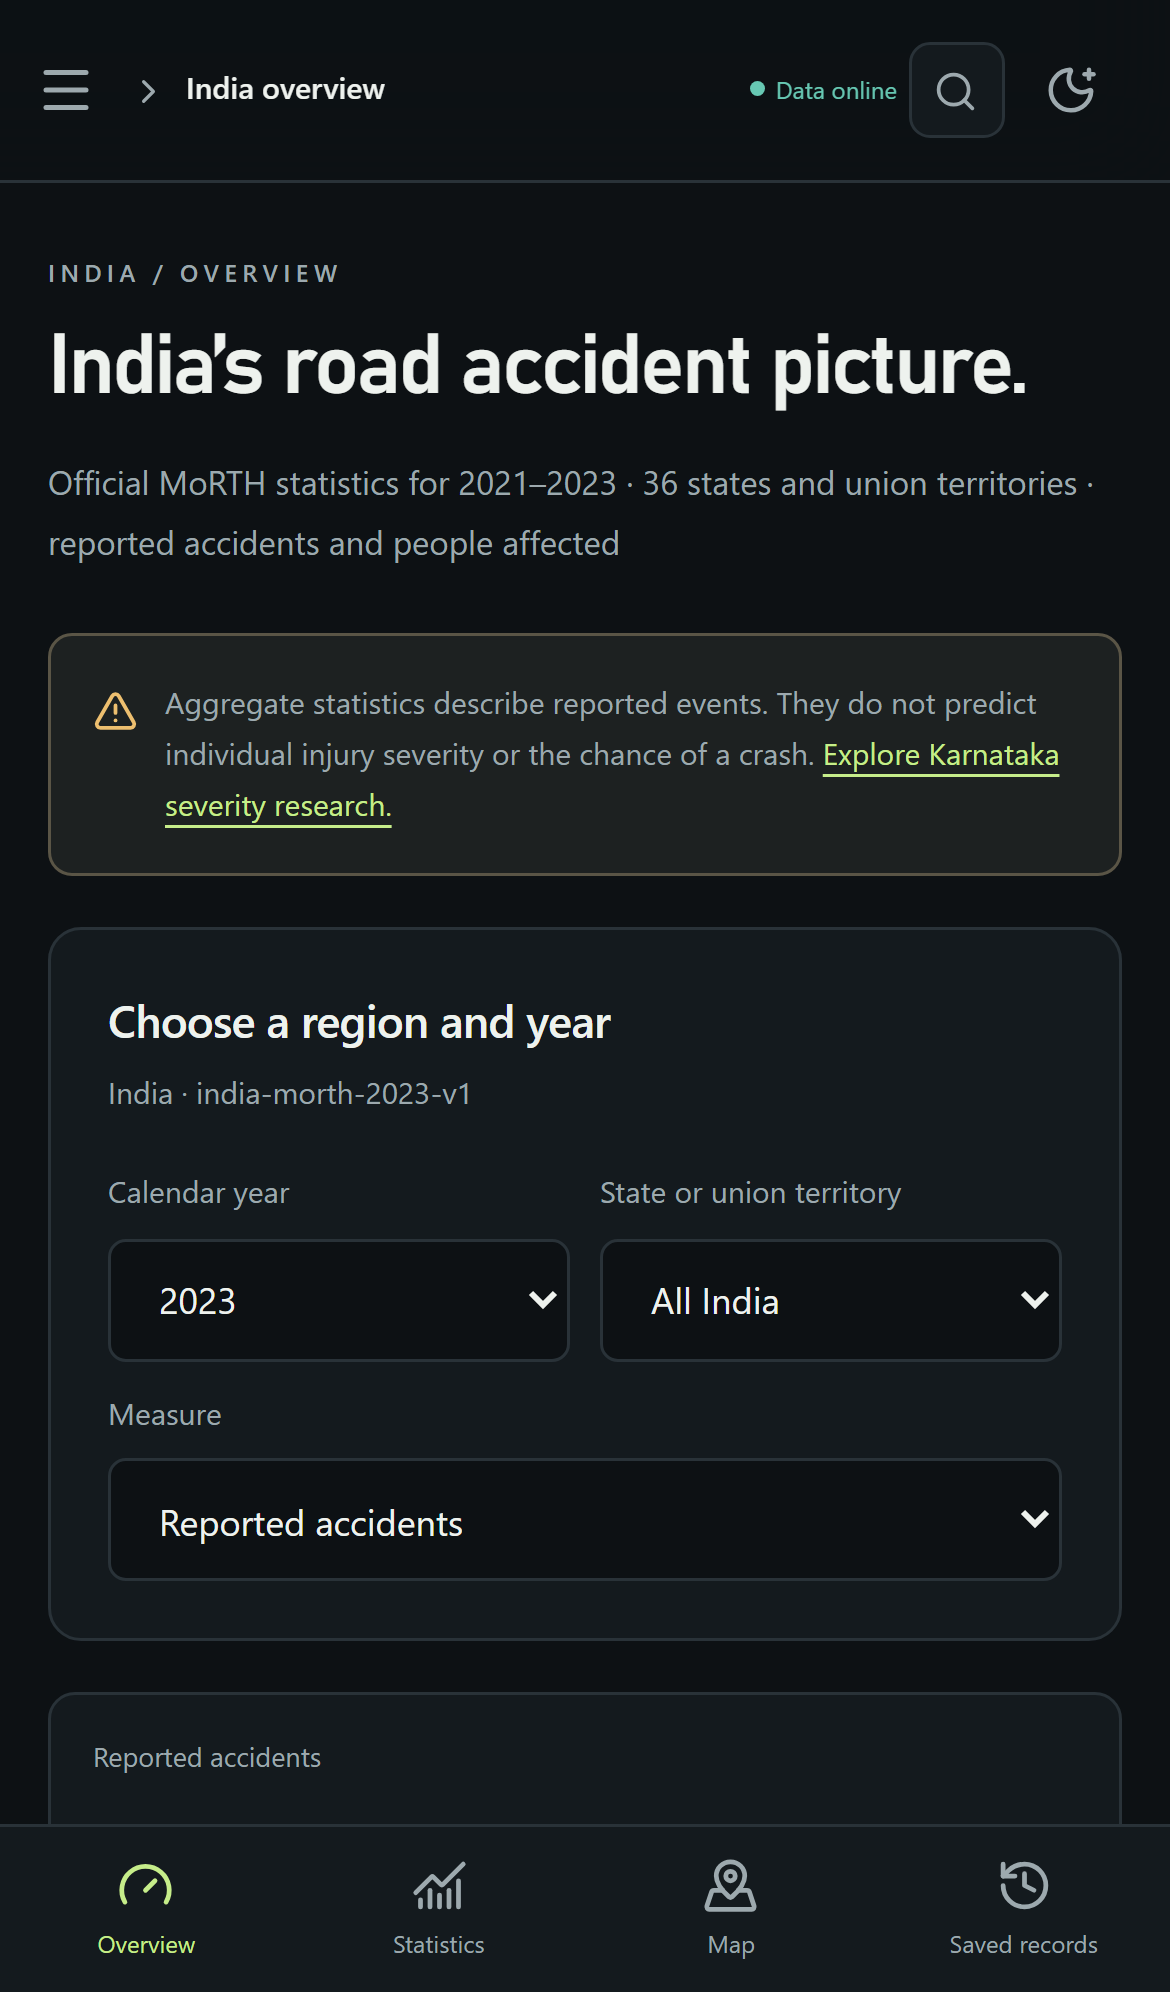 India overview
Data online
INDIA / OVERVIEW
India’s road accident picture.
Official MoRTH statistics for 2021–2023 · 36 states and union territories ·
reported accidents and people affected
Aggregate statistics describe reported events. They do not predict
individual injury severity or the chance of a crash. Explore Karnataka
severity research.
Choose a region and year
India · india-morth-2023-v1
Calendar year
State or union territory
2023
All India
Measure
Reported accidents
Reported accidents
Overview
Statistics
Map
Saved records